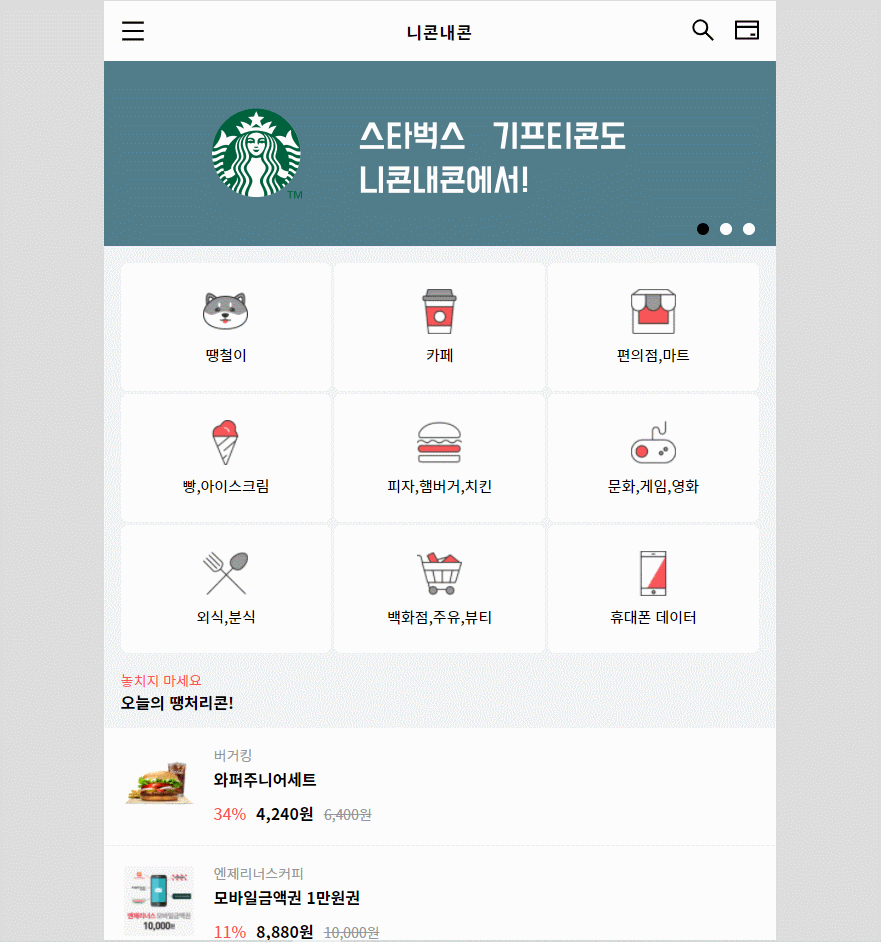 니콘내콘
스타벅스 기프티콘도
니콘내콘에서!
TM
땡철이
카페
편의점,마트
빵,아이스크림
피자,햄버거,치킨
문화,게임,영화
외식,분식
백화점,주유,뷰티
휴대폰 데이터
놓치지 마세요
오늘의 땡처리콘!
버거킹
와퍼주니어세트
34% 4,240원 6,400원
엔제리너스커피
모바일금액권 1만원권
엔제리너스 모바일금액권
10,000원
11% 8,880원 10,000원